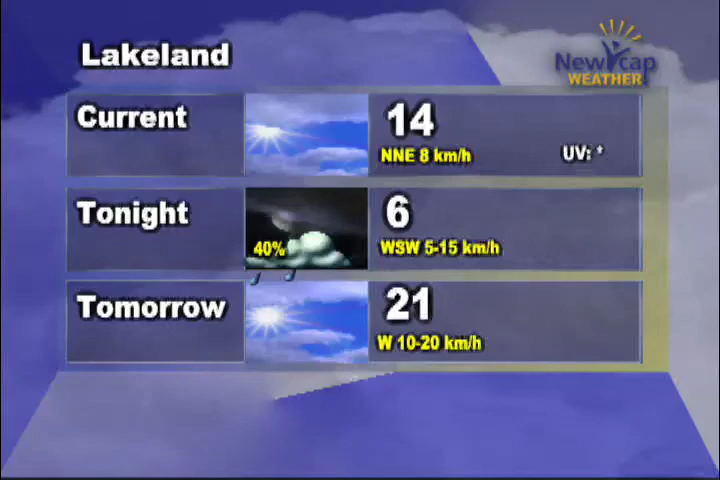 Lakeland
Newcap
WEATHER
Current
14
NNE 8 km/h
UV: *
Tonight
40%
6
WSW 5-15 km/h
Tomorrow
21
W 10-20 km/h